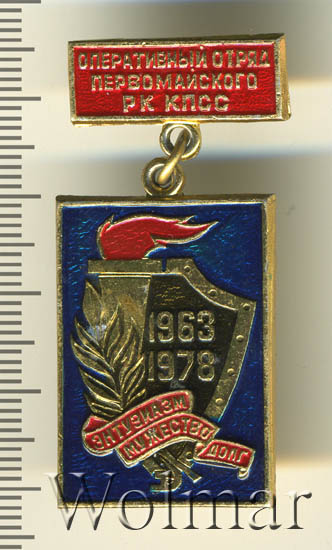 ОПЕРАТИВНЫЙ ОТРЯД
ПЕРВОМАЙСКОГО
РК КПСС
1963
1978
ЭНТУЗИАЗМ
МУЖЕСТВО
ДОЛГ
Wolmar